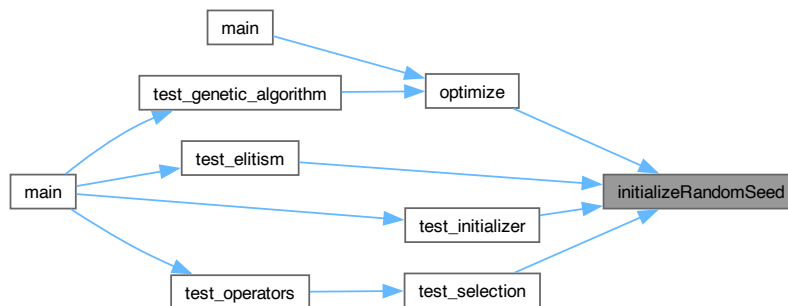 main
test_genetic_algorithm
optimize
test_elitism
main
initializeRandomSeed
test_initializer
test_operators
test_selection